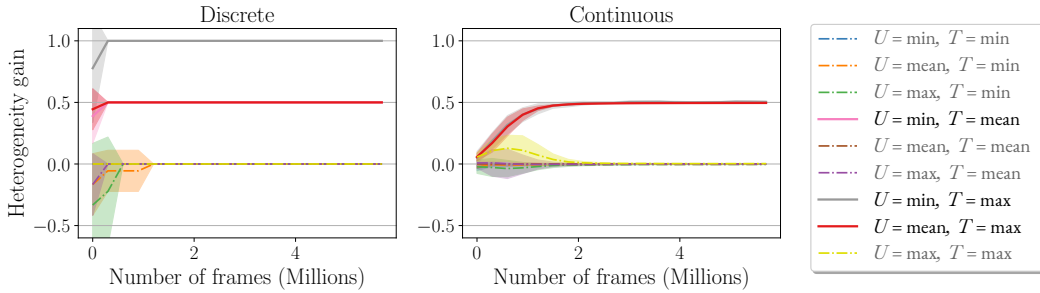 Discrete
Continuous
Heterogeneity gain
1.0
0.5
0.0
−0.5
0
2
4
Number of frames (Millions)
1.0
0.5
0.0
−0.5
0
2
4
Number of frames (Millions)
U = min, T = min
U = mean, T = min
U = max, T = min
U = min, T = mean
U = mean, T = mean
U = max, T = mean
U = min, T = max
U = mean, T = max
U = max, T = max